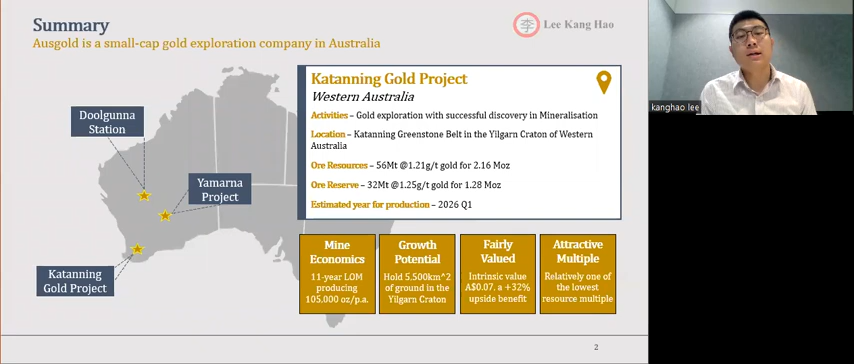 Summary
Ausgold is a small-cap gold exploration company in Australia
李 Lee Kang Hao
Doolgunna
Station
Yamarna
Project
Katanning
Gold Project
Katanning Gold Project
Western Australia
Activities – Gold exploration with successful discovery in Mineralisation
Location – Katanning Greenstone Belt in the Yilgarn Craton of Western
Australia
Ore Resources – 56Mt @1.21g/t gold for 2.16 Moz
Ore Reserve – 32Mt @1.25g/t gold for 1.28 Moz
Estimated year for production – 2026 Q1
Mine
Economics
11-year LOM
producing
105.000 oz/p.a.
Growth
Potential
Hold 5.500km^2
of ground in the
Yilgarn Craton
Fairly
Valued
Intrinsic value
A$0.07. a +32%
upside benefit
Attractive
Multiple
Relatively one of
the lowest
resource multiple
2
kanghao lee